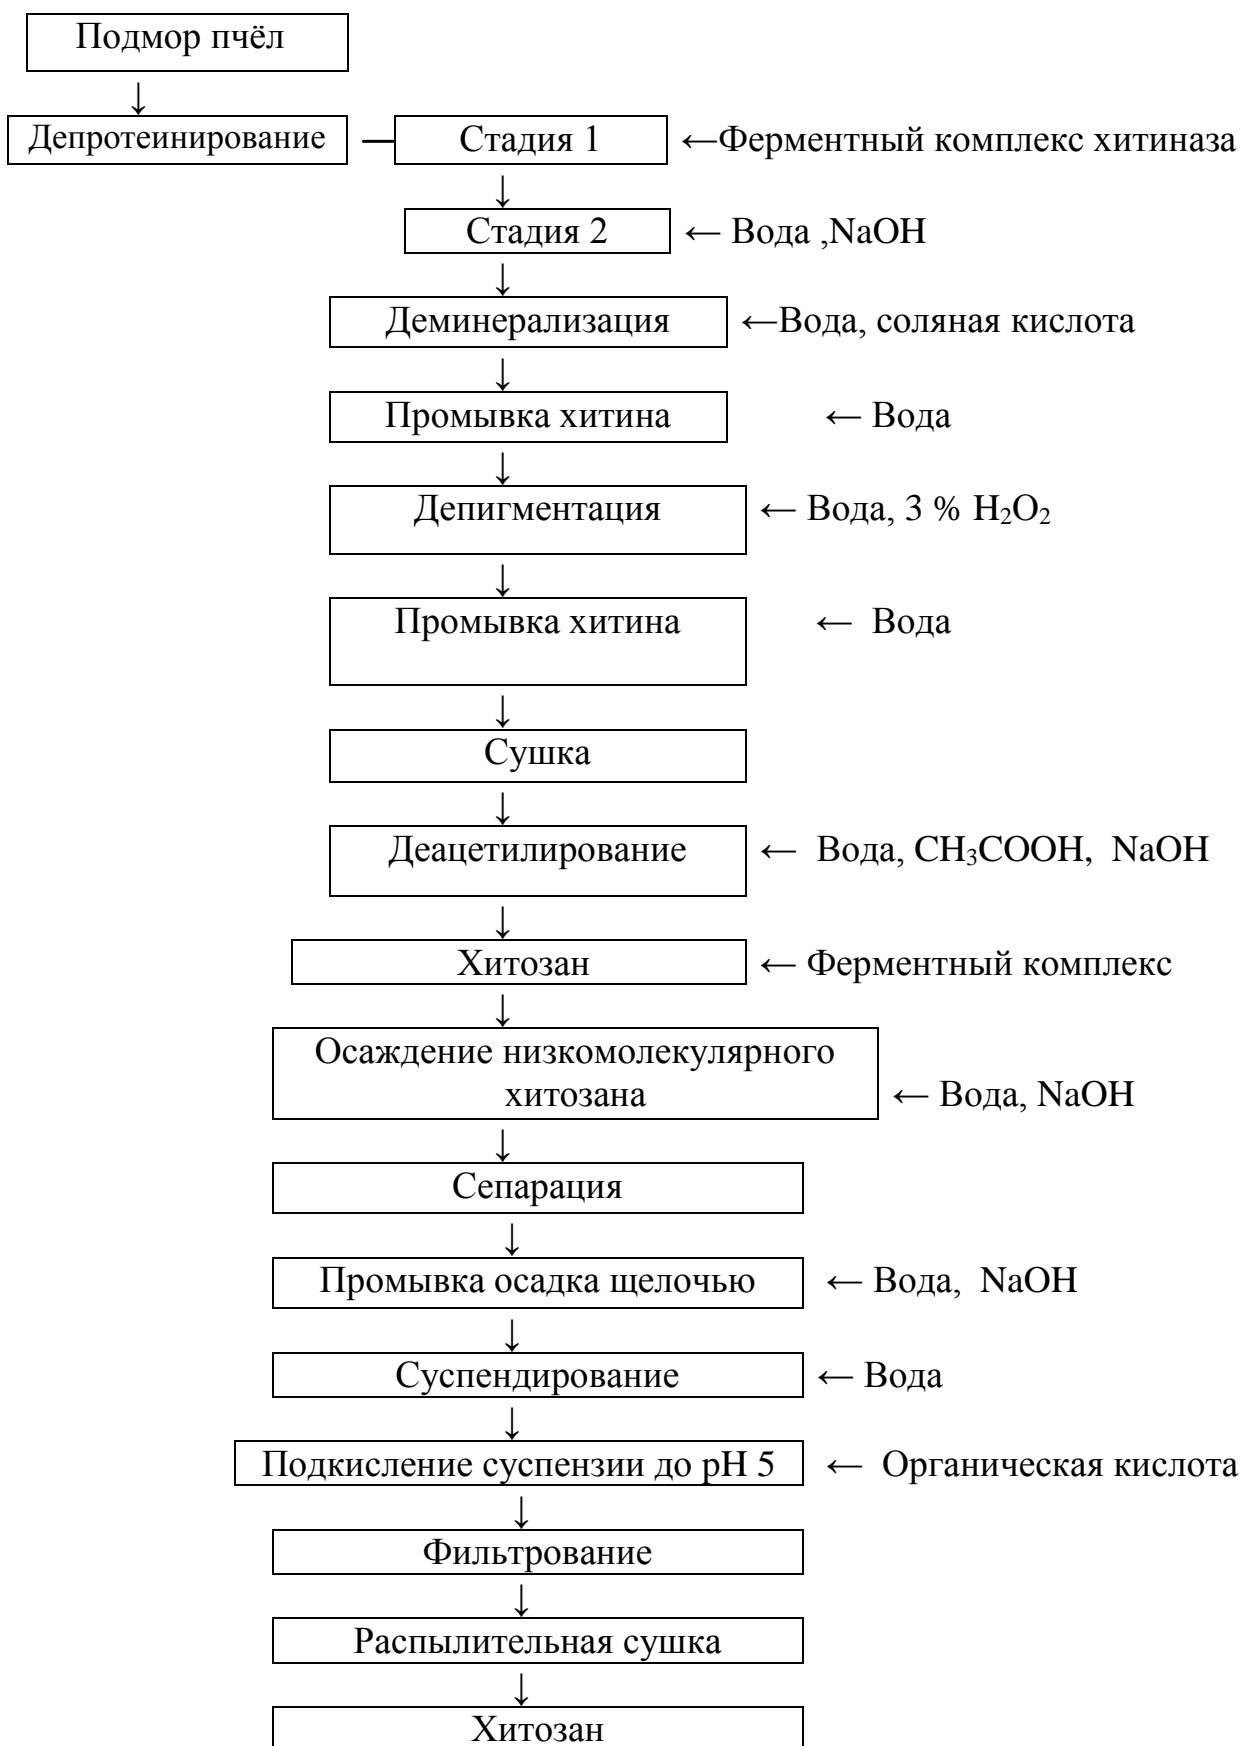 Подмор пчёл
↓
Депротеинирование — Стадия 1 ←Ферментный комплекс хитиназа
↓
Стадия 2 ← Вода ,NaOH
↓
Деминерализация ←Вода, соляная кислота
↓
Промывка хитина ← Вода
↓
Депигментация ← Вода, 3 % H₂O₂
↓
Промывка хитина ← Вода
↓
Сушка
↓
Деацетилирование ← Вода, CH₃COOH, NaOH
↓
Хитозан ← Ферментный комплекс
↓
Осаждение низкомолекулярного
хитозана ← Вода, NaOH
↓
Сепарация
↓
Промывка осадка щелочью ← Вода, NaOH
↓
Суспендирование ← Вода
↓
Подкисление суспензии до pH 5 ← Органическая кислота
↓
Фильтрование
↓
Распылительная сушка
↓
Хитозан